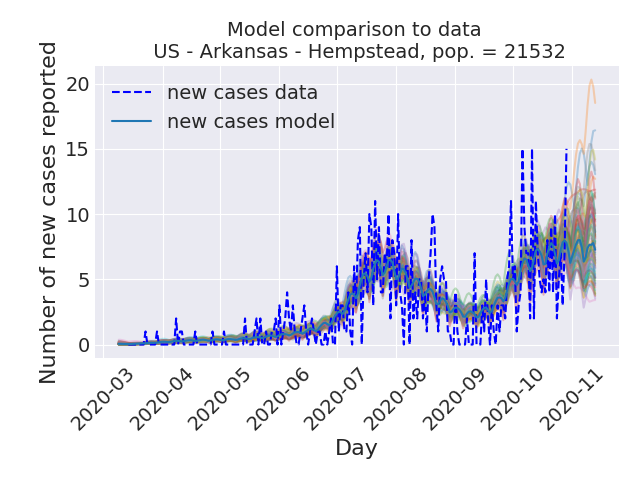 Model comparison to data
US - Arkansas - Hempstead, pop. = 21532
Number of new cases reported
20
15
10
5
0
new cases data
new cases model
2020-03
2020-04
2020-05
2020-06
2020-07
2020-08
2020-09
2020-10
2020-11
Day